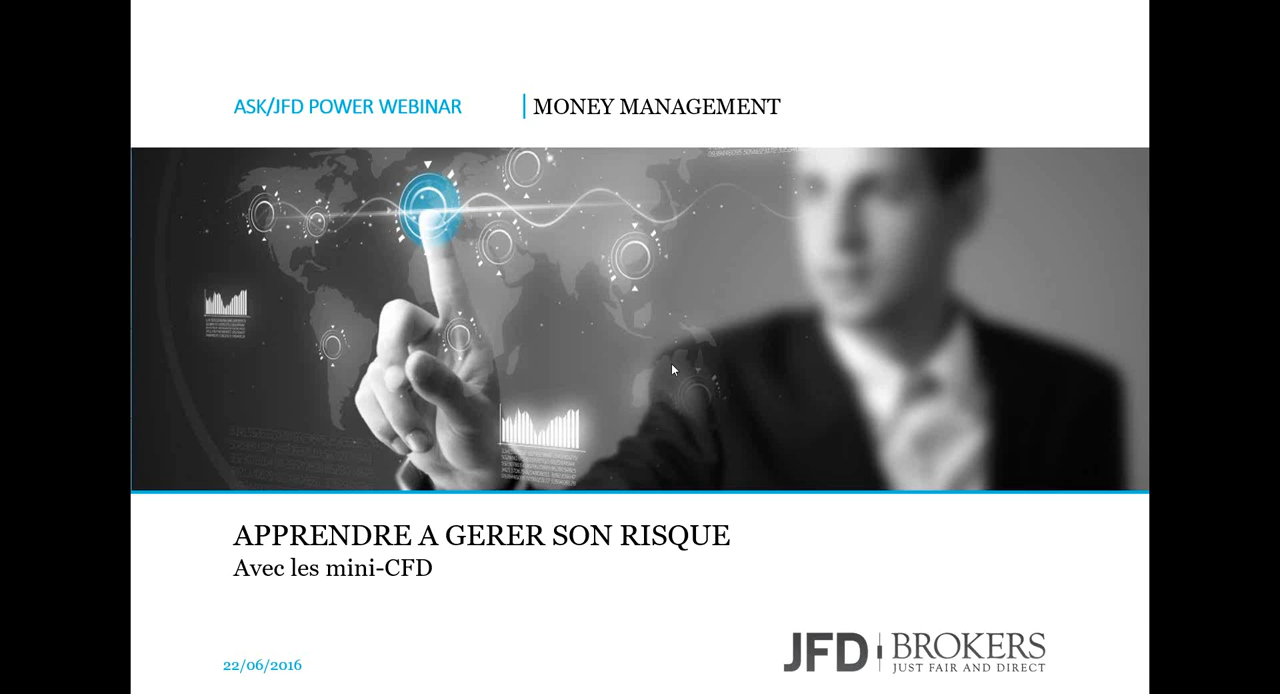 ASK/JFD POWER WEBINAR | MONEY MANAGEMENT
APPRENDRE A GERER SON RISQUE
Avec les mini-CFD
22/06/2016
JFD BROKERS
JUST FAIR AND DIRECT